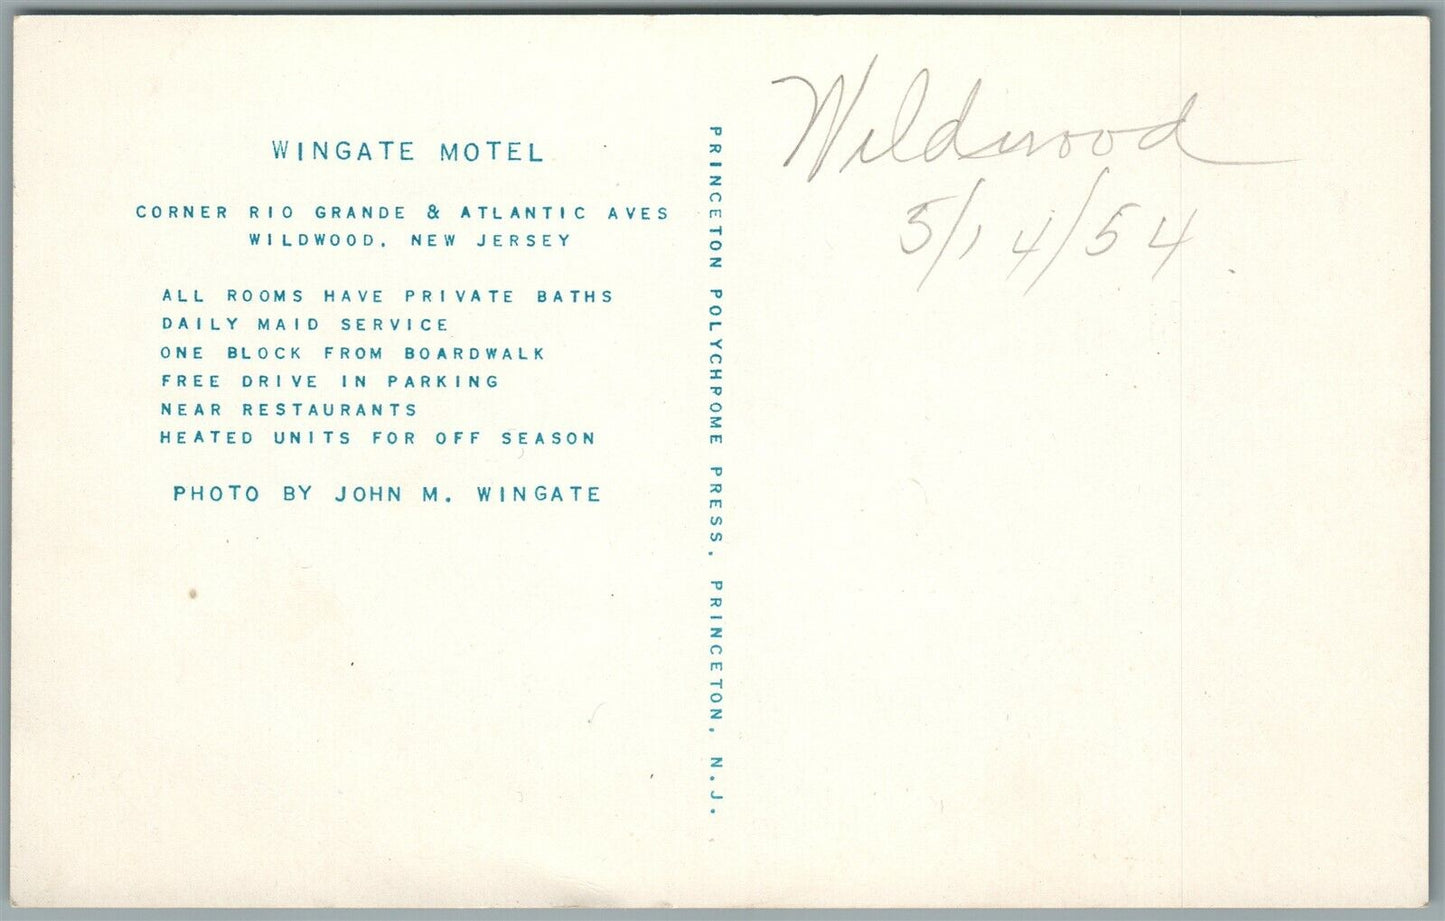 WINGATE MOTEL
CORNER RIO GRANDE & ATLANTIC AVES
WILDWOOD, NEW JERSEY
ALL ROOMS HAVE PRIVATE BATHS
DAILY MAID SERVICE
ONE BLOCK FROM BOARDWALK
FREE DRIVE IN PARKING
NEAR RESTAURANTS
HEATED UNITS FOR OFF SEASON
PHOTO BY JOHN M. WINGATE
PRINCETON POLYCHROME PRESS, PRINCETON, N.J.
Wildwood
5/14/54